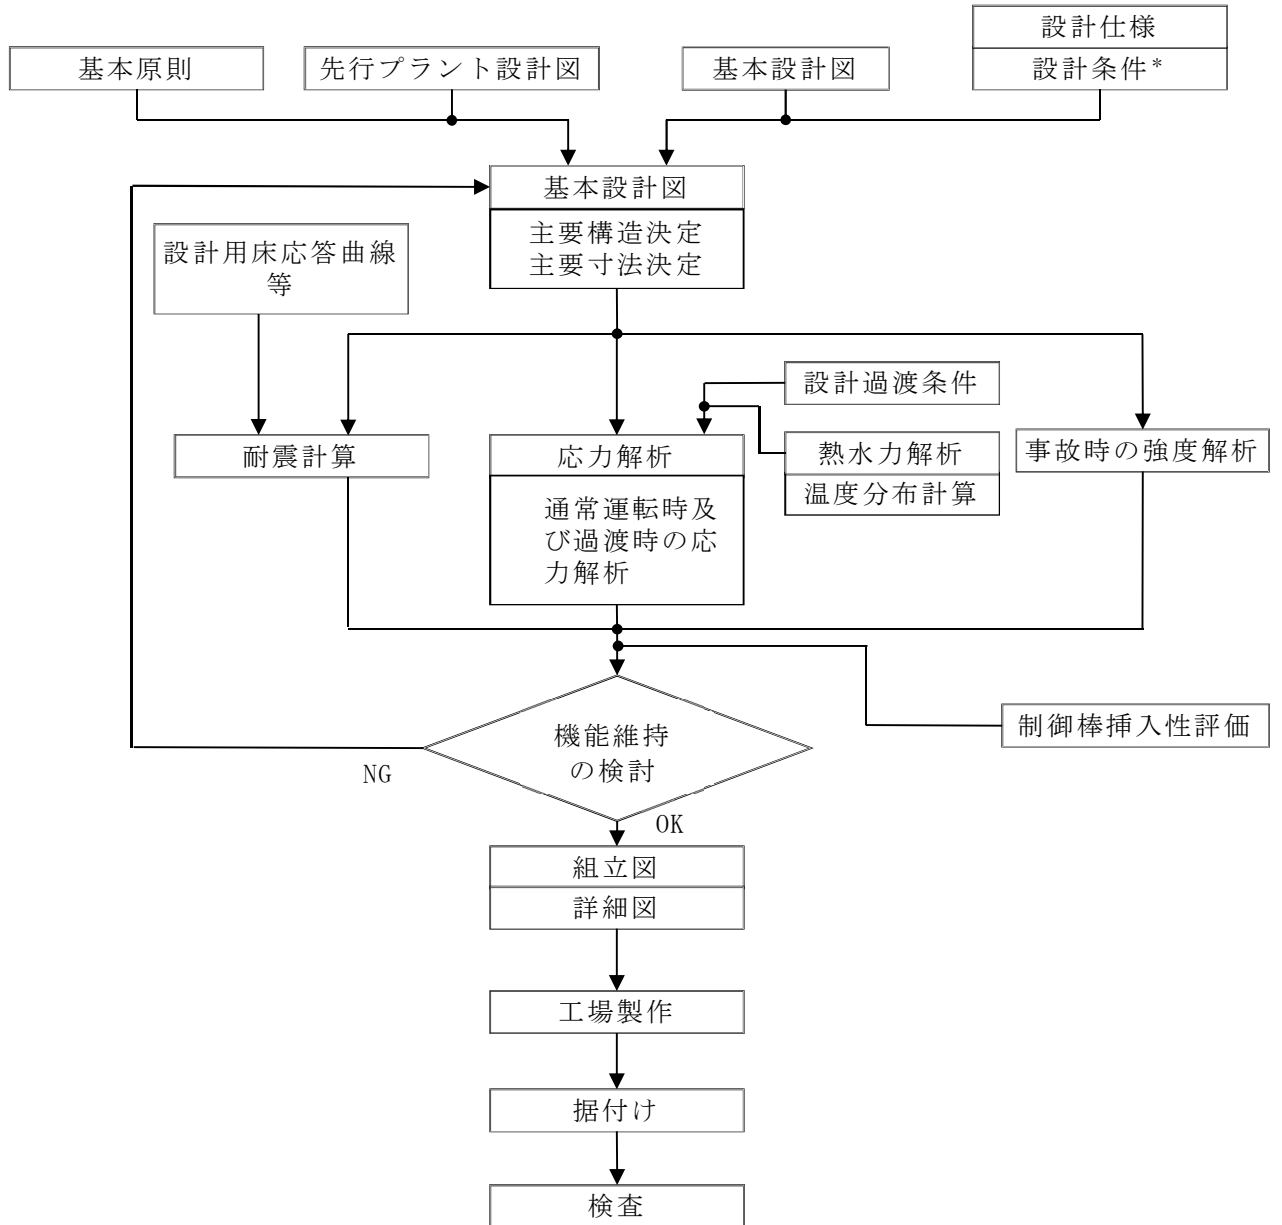 設計仕様
基本原則
先行プラント設計図
基本設計図
設計条件*
基本設計図
主要構造決定
主要寸法決定
設計用床応答曲線
等
設計過渡条件
耐震計算
応力解析
熱水力解析
事故時の強度解析
温度分布計算
通常運転時及
び過渡時の応
力解析
制御棒挿入性評価
機能維持
の検討
NG
OK
組立図
詳細図
工場製作
据付け
検査